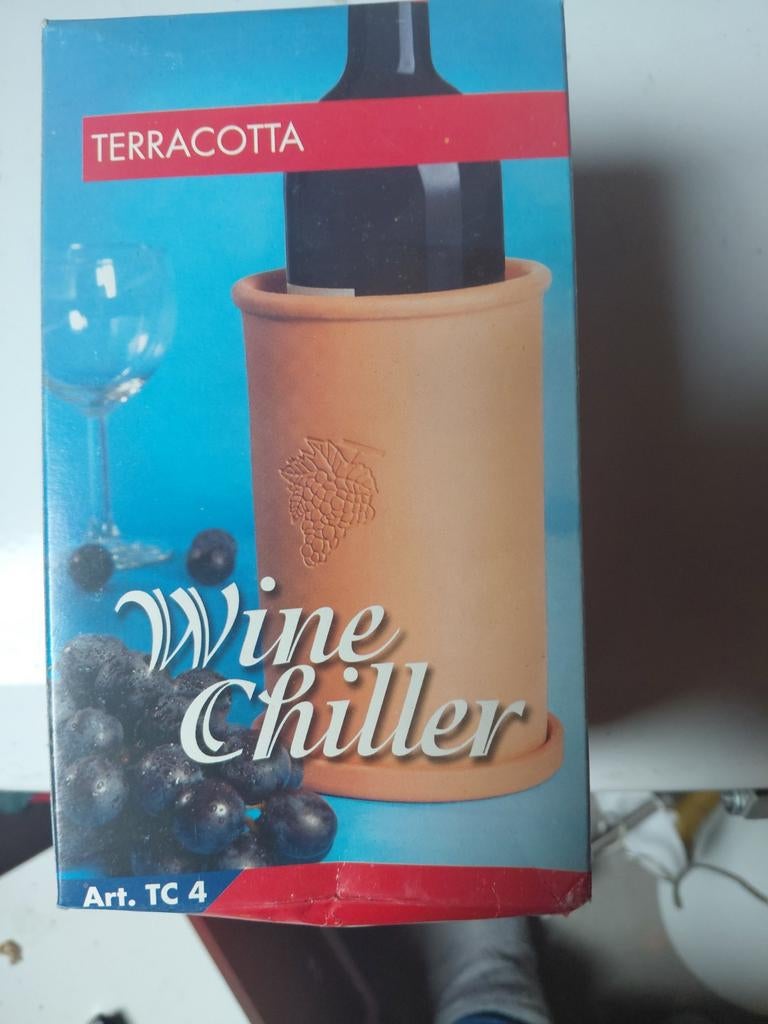 TERRACOTTA
Wine
Chiller
Art. TC 4